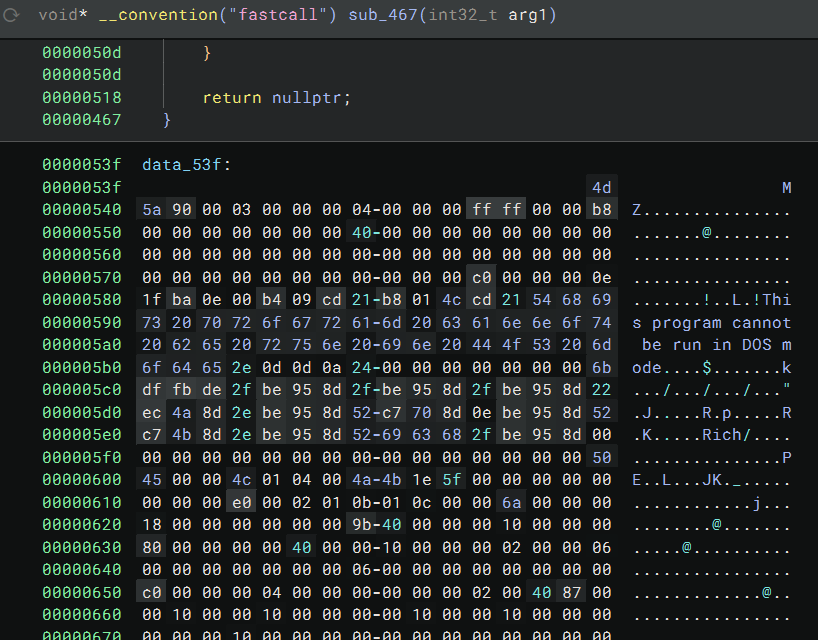 void* __convention("fastcall") sub_467(int32_t arg1)
0000050d        }
0000050d
00000518        return nullptr;
00000467    }
0000053f  data_53f:
0000053f                                               4d                 M
00000540  5a 90 00 03 00 00 00 04-00 00 00 ff ff 00 00 b8  Z...............
00000550  00 00 00 00 00 00 00 40-00 00 00 00 00 00 00 00  .......@........
00000560  00 00 00 00 00 00 00 00-00 00 00 00 00 00 00 00  ................
00000570  00 00 00 00 00 00 00 00-00 00 00 c0 00 00 00 0e  ................
00000580  1f ba 0e 00 b4 09 cd 21-b8 01 4c cd 21 54 68 69  .......!..L.!Thi
00000590  73 20 70 72 6f 67 72 61-6d 20 63 61 6e 6e 6f 74  s program cannot
000005a0  20 62 65 20 72 75 6e 20-69 6e 20 44 4f 53 20 6d   be run in DOS m
000005b0  6f 64 65 2e 0d 0d 0a 24-00 00 00 00 00 00 00 6b  ode....$.......k
000005c0  df fb de 2f be 95 8d 2f-be 95 8d 2f be 95 8d 22  .../.../.../..."
000005d0  ec 4a 8d 2e be 95 8d 52-c7 70 8d 0e be 95 8d 52  .J.....R.p.....R
000005e0  c7 4b 8d 2e be 95 8d 52-69 63 68 2f be 95 8d 00  .K.....Rich/....
000005f0  00 00 00 00 00 00 00 00-00 00 00 00 00 00 00 50  ...............P
00000600  45 00 00 4c 01 04 00 4a-4b 1e 5f 00 00 00 00 00  E..L...JK._.....
00000610  00 00 00 e0 00 02 01 0b-01 0c 00 00 6a 00 00 00  ............j...
00000620  18 00 00 00 00 00 00 9b-40 00 00 00 10 00 00 00  ........@.......
00000630  80 00 00 00 00 40 00 00-10 00 00 00 02 00 00 06  .....@..........
00000640  00 00 00 00 00 00 00 06-00 00 00 00 00 00 00 00  ................
00000650  c0 00 00 00 04 00 00 00-00 00 00 02 00 40 87 00  .............@..
00000660  00 10 00 00 10 00 00 00-00 10 00 00 10 00 00 00  ................
00000670  00 00 00 10 00 00 00 00-00 00 00 00 00 00 00 00  ................